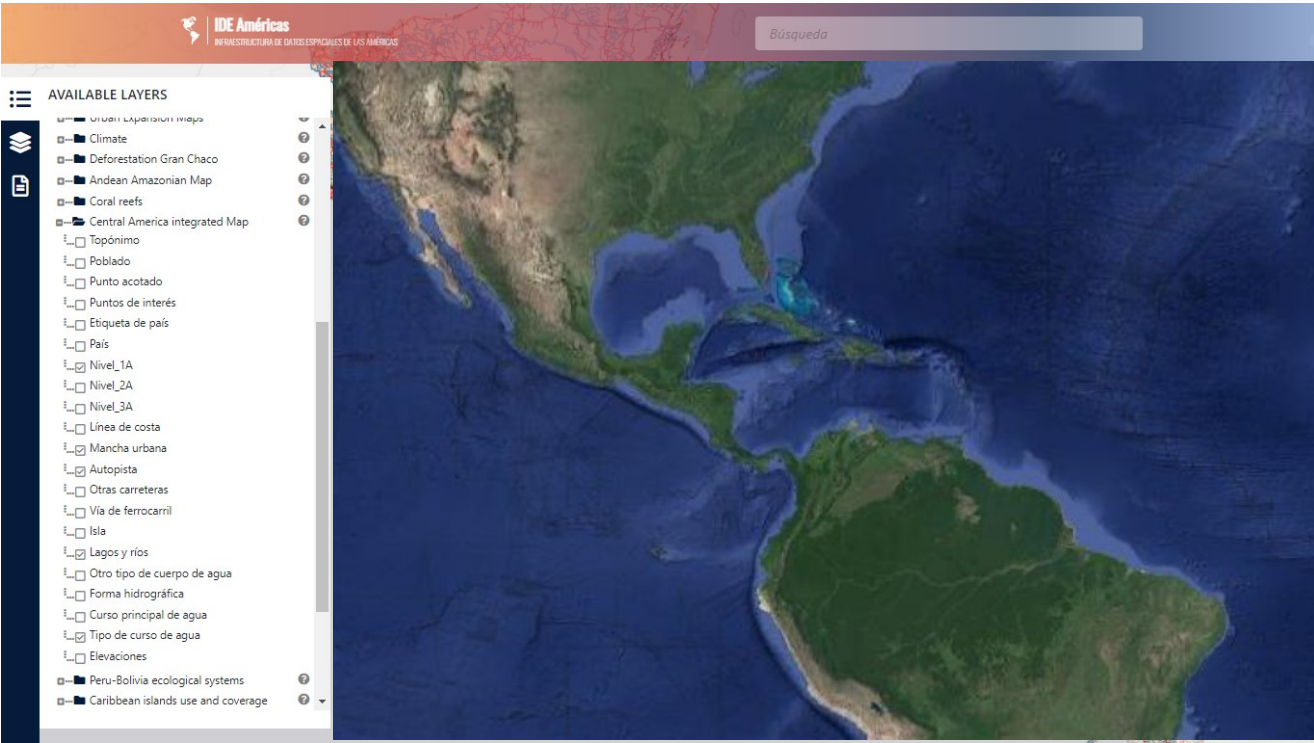 IDE Américas
INFRAESTRUCTURA DE DATOS ESPACIALES DE LAS AMÉRICAS
Búsqueda
AVAILABLE LAYERS
Urban Expansion Maps
Climate
Deforestation Gran Chaco
Andean Amazonian Map
Coral reefs
Central America integrated Map
Topónimo
Poblado
Punto acotado
Puntos de interés
Etiqueta de país
País
Nivel_1A
Nivel_2A
Nivel_3A
Línea de costa
Mancha urbana
Autopista
Otras carreteras
Vía de ferrocarril
Isla
Lagos y ríos
Otro tipo de cuerpo de agua
Forma hidrográfica
Curso principal de agua
Tipo de curso de agua
Elevaciones
Peru-Bolivia ecological systems
Caribbean islands use and coverage